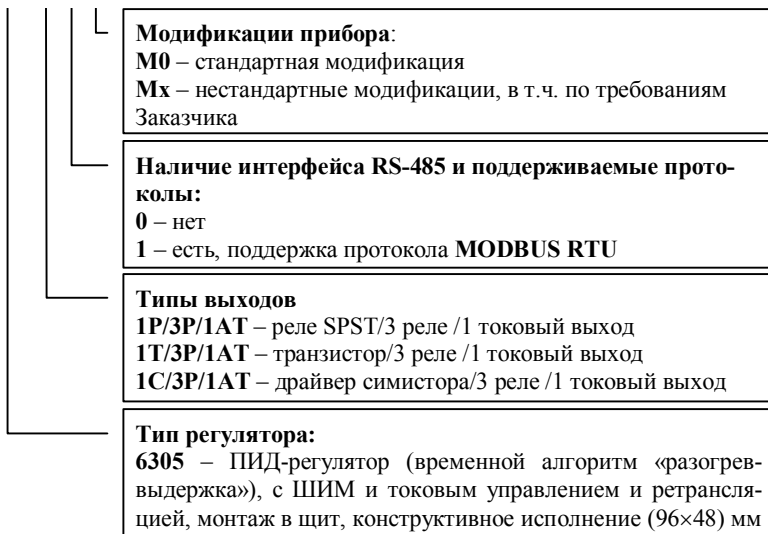 Модификации прибора:
М0 – стандартная модификация
Мх – нестандартные модификации, в т.ч. по требованиям
Заказчика
Наличие интерфейса RS-485 и поддерживаемые прото-
колы:
0 – нет
1 – есть, поддержка протокола MODBUS RTU
Типы выходов
1Р/3Р/1АТ – реле SPST/3 реле /1 токовый выход
1Т/3Р/1АТ – транзистор/3 реле /1 токовый выход
1С/3Р/1АТ – драйвер симистора/3 реле /1 токовый выход
Тип регулятора:
6305 – ПИД-регулятор (временной алгоритм «разогрев-
выдержка»), с ШИМ и токовым управлением и ретрансля-
цией, монтаж в щит, конструктивное исполнение (96×48) мм